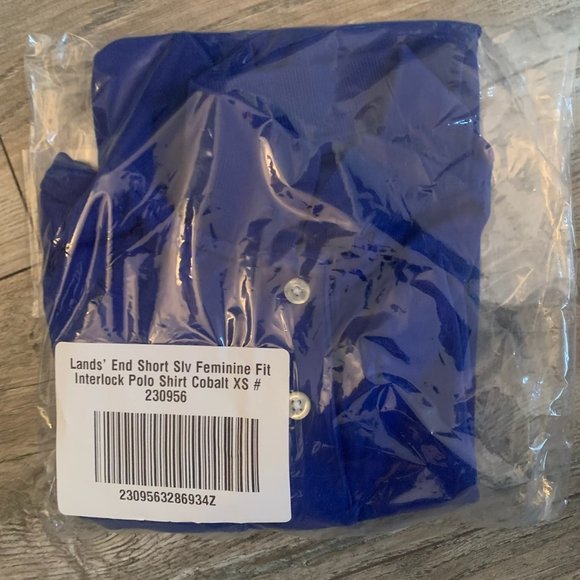 Lands' End Short Slv Feminine Fit
Interlock Polo Shirt Cobalt XS #
230956
2309563286934Z